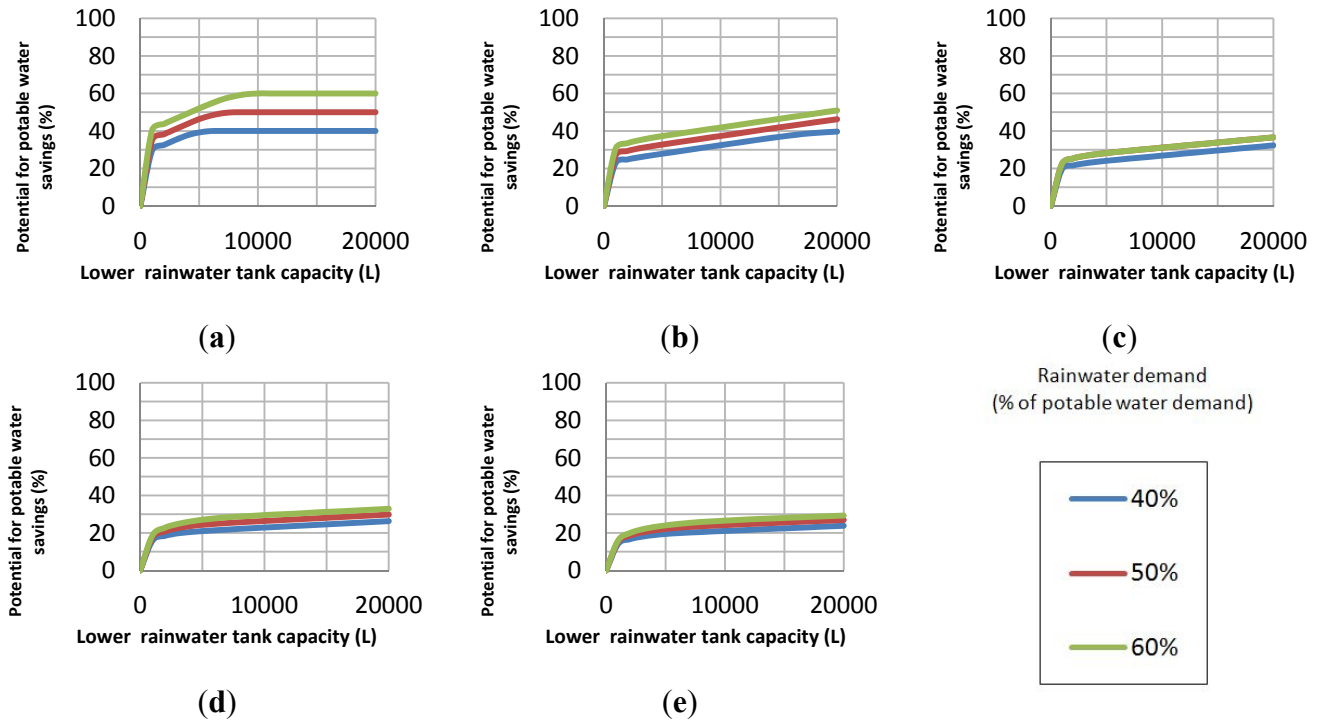 100
80
60
40
20
0
Potential for potable water
savings (%)
0 10000 20000
Lower rainwater tank capacity (L)
(a)
100
80
60
40
20
0
Potential for potable water
savings (%)
0 10000 20000
Lower rainwater tank capacity (L)
(b)
100
80
60
40
20
0
Potential for potable water
savings (%)
0 10000 20000
Lower rainwater tank capacity (L)
(c)
100
80
60
40
20
0
Potential for potable water
savings (%)
0 10000 20000
Lower rainwater tank capacity (L)
(d)
100
80
60
40
20
0
Potential for potable water
savings (%)
0 10000 20000
Lower rainwater tank capacity (L)
(e)
Rainwater demand
(% of potable water demand)
40%
50%
60%